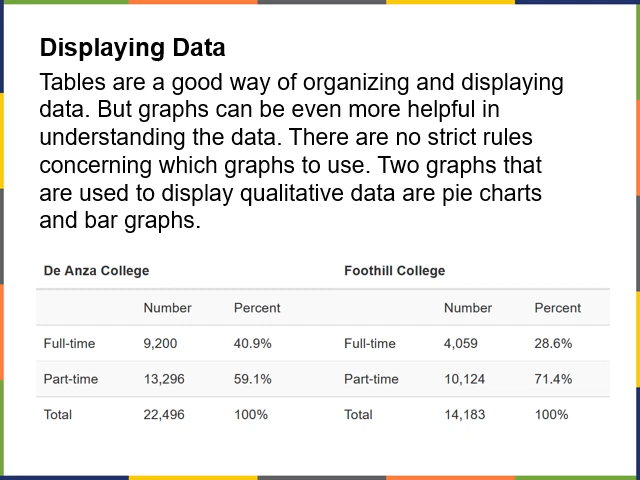 Displaying Data
Tables are a good way of organizing and displaying
data. But graphs can be even more helpful in
understanding the data. There are no strict rules
concerning which graphs to use. Two graphs that
are used to display qualitative data are pie charts
and bar graphs.
De Anza College Foothill College
Number Percent Number Percent
Full-time 9,200 40.9% Full-time 4,059 28.6%
Part-time 13,296 59.1% Part-time 10,124 71.4%
Total 22,496 100% Total 14,183 100%